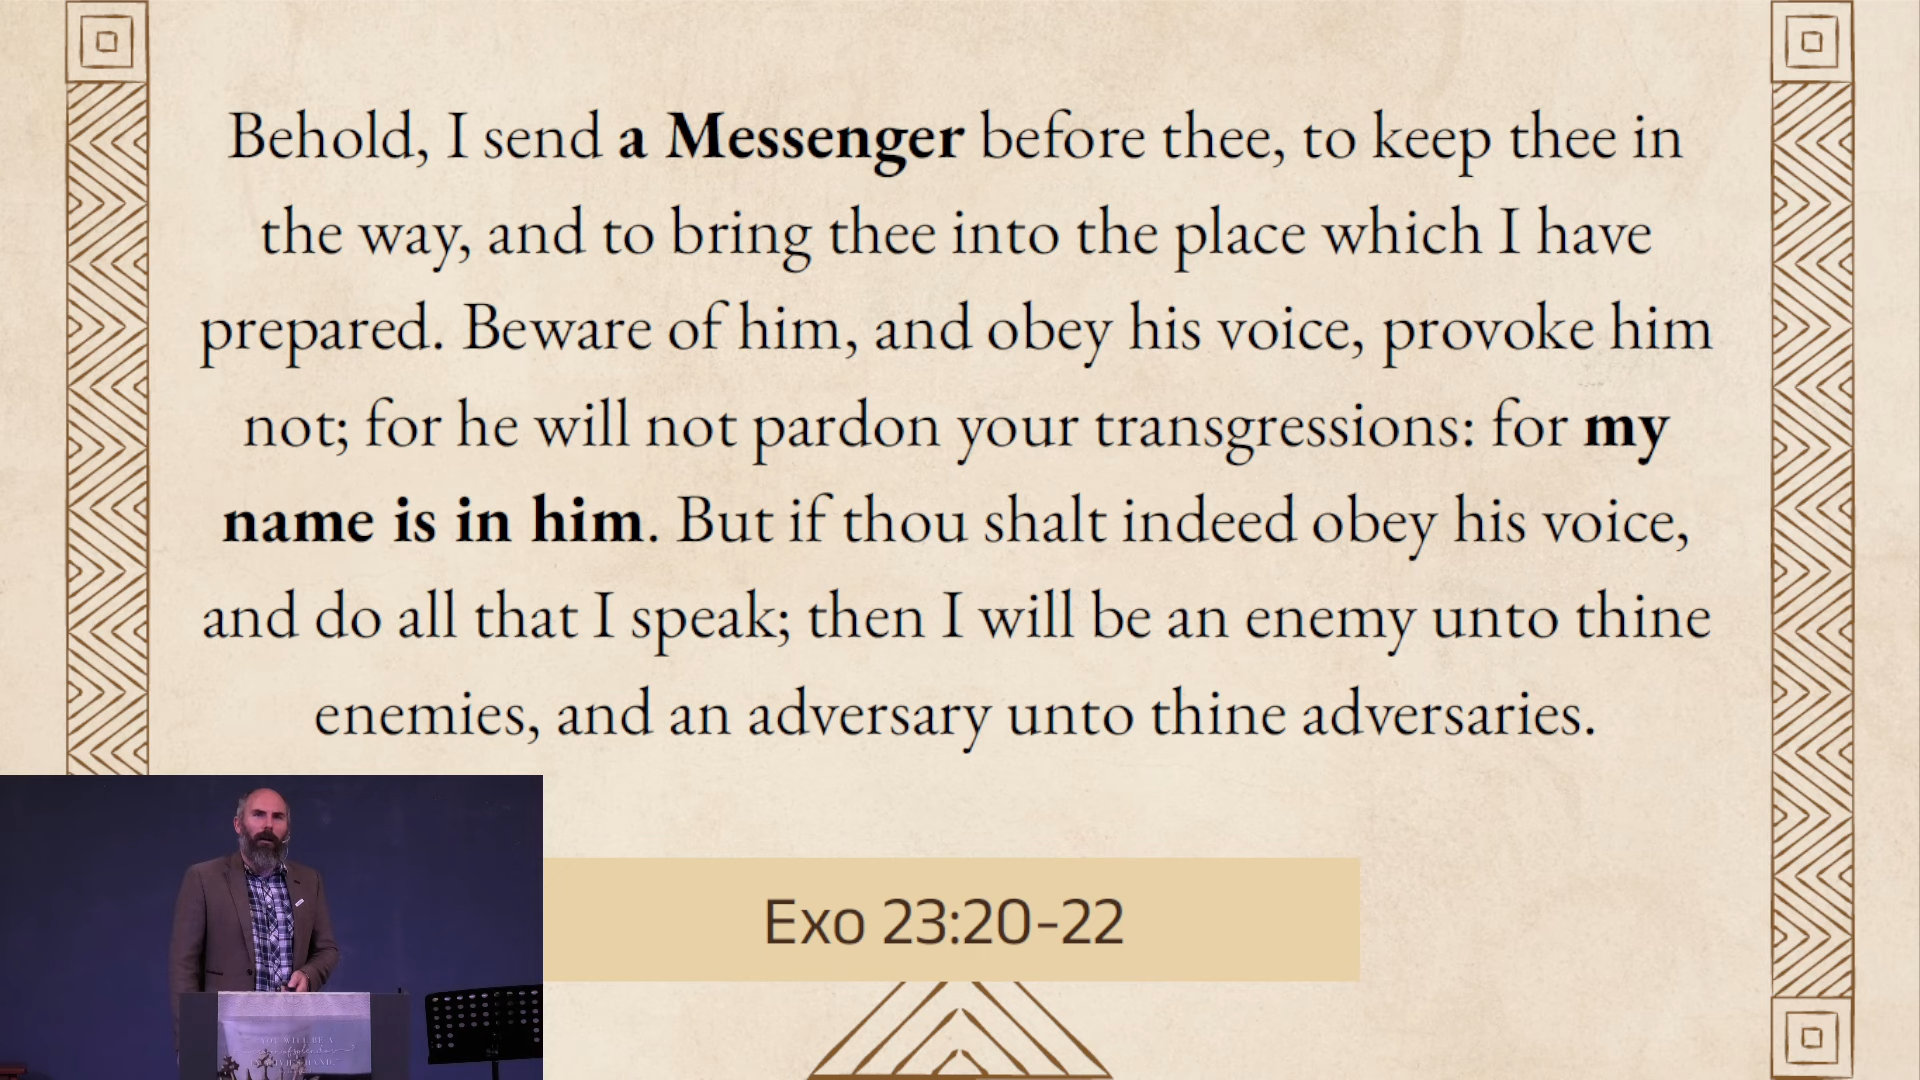 Behold, I send a Messenger before thee, to keep thee in
the way, and to bring thee into the place which I have
prepared. Beware of him, and obey his voice, provoke him
not; for he will not pardon your transgressions: for my
name is in him. But if thou shalt indeed obey his voice,
and do all that I speak; then I will be an enemy unto thine
enemies, and an adversary unto thine adversaries.
Exo 23:20-22
YOU WILL BE A